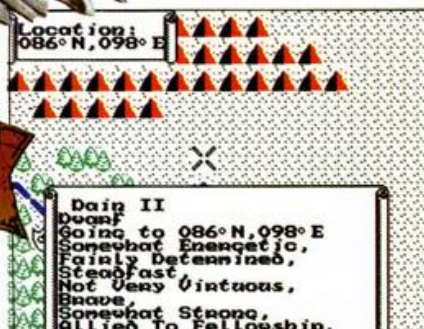 Location:
086° N,098° E
Dain II
Dwarf
Going to 086° N,098° E
Somewhat Energetic,
Fairly Determined,
Steadfast,
Not Very Virtuous,
Brave,
Somewhat Strong,
Allied To Fellowship,